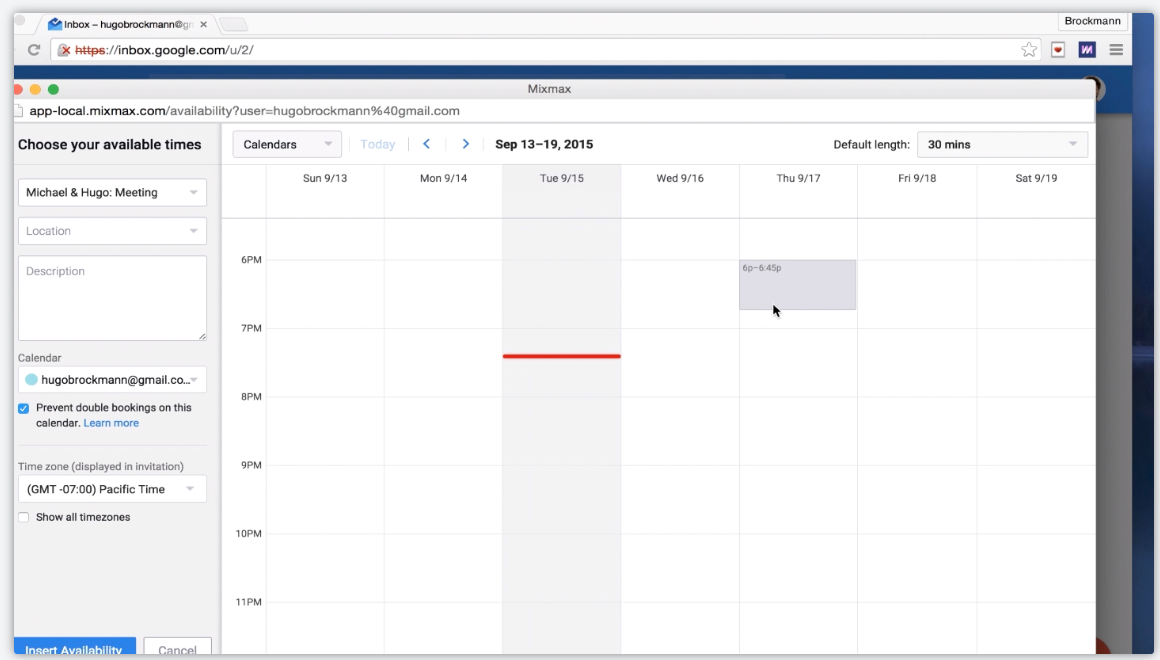 Inbox – hugobrockmann@gm
Brockmann
https://inbox.google.com/u/2/
Mixmax
app-local.mixmax.com/availability?user=hugobrockmann%40gmail.com
Choose your available times
Calendars
Today
Sep 13–19, 2015
Default length:
30 mins
Michael & Hugo: Meeting
Location
Description
Calendar
hugobrockmann@gmail.co...
Prevent double bookings on this
calendar. Learn more
Time zone (displayed in invitation)
(GMT -07:00) Pacific Time
Show all timezones
Insert Availability
Cancel
Sun 9/13
Mon 9/14
Tue 9/15
Wed 9/16
Thu 9/17
Fri 9/18
Sat 9/19
6PM
6p–6:45p
7PM
8PM
9PM
10PM
11PM